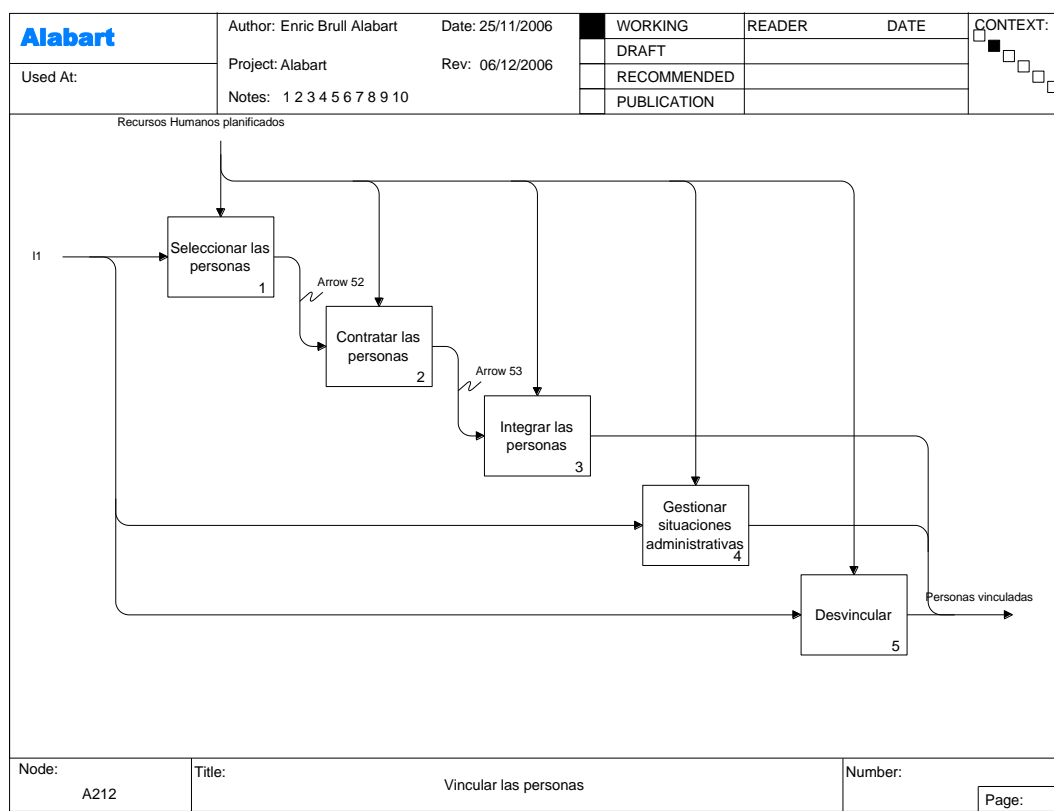 Alabart
Used At:
Author: Enric Brull Alabart
Date: 25/11/2006
Project: Alabart
Rev: 06/12/2006
Notes: 1 2 3 4 5 6 7 8 9 10
WORKING
DRAFT
RECOMMENDED
PUBLICATION
READER
DATE
CONTEXT:
Recursos Humanos planificados
I1
Seleccionar las
personas
1
Arrow 52
Contratar las
personas
2
Arrow 53
Integrar las
personas
3
Gestionar
situaciones
administrativas
4
Personas vinculadas
Desvincular
5
Node:
A212
Title:
Vincular las personas
Number:
Page: